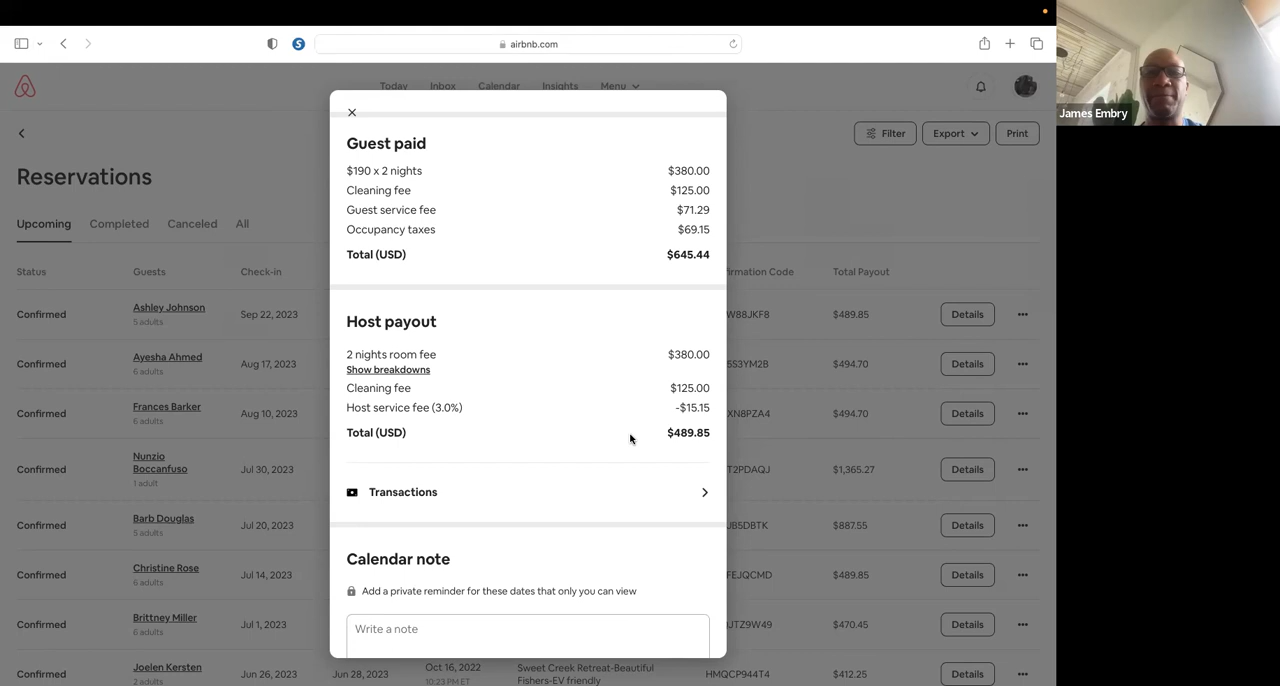 airbnb.com
James Embry
Today Inbox Calendar Insights Menu
Filter Export Print
Reservations
Upcoming Completed Canceled All
Status Guests Check-in Code Total Payout
Guest paid
$190 x 2 nights $380.00
Cleaning fee $125.00
Guest service fee $71.29
Occupancy taxes $69.15
Total (USD) $645.44
Host payout
2 nights room fee $380.00
Show breakdowns
Cleaning fee $125.00
Host service fee (3.0%) -$15.15
Total (USD) $489.85
Transactions
Calendar note
Add a private reminder for these dates that only you can view
Write a note
Confirmed Ashley Johnson Sep 22, 2023 W88JKF8 $489.85 Details
5 adults
Confirmed Ayesha Ahmed Aug 17, 2023 $494.70 Details
6 adults
Confirmed Frances Barker Aug 10, 2023 XN8PZA4 $494.70 Details
6 adults
Confirmed Nunzio Boccanfuso Jul 30, 2023 T2PDAQJ $1,365.27 Details
1 adult
Confirmed Barb Douglas Jul 20, 2023 JB5DBTK $887.55 Details
5 adults
Confirmed Christine Rose Jul 14, 2023 FEJQCMD $489.85 Details
6 adults
Confirmed Brittney Miller Jul 1, 2023 JTZ9W49 $470.45 Details
6 adults
Confirmed Joelen Kersten Jun 26, 2023 Jun 28, 2023 Oct 16, 2022 Sweet Creek Retreat-Beautiful HMQCP944T4 $412.25 Details
2 adults 10:23 PM ET Fishers-EV friendly